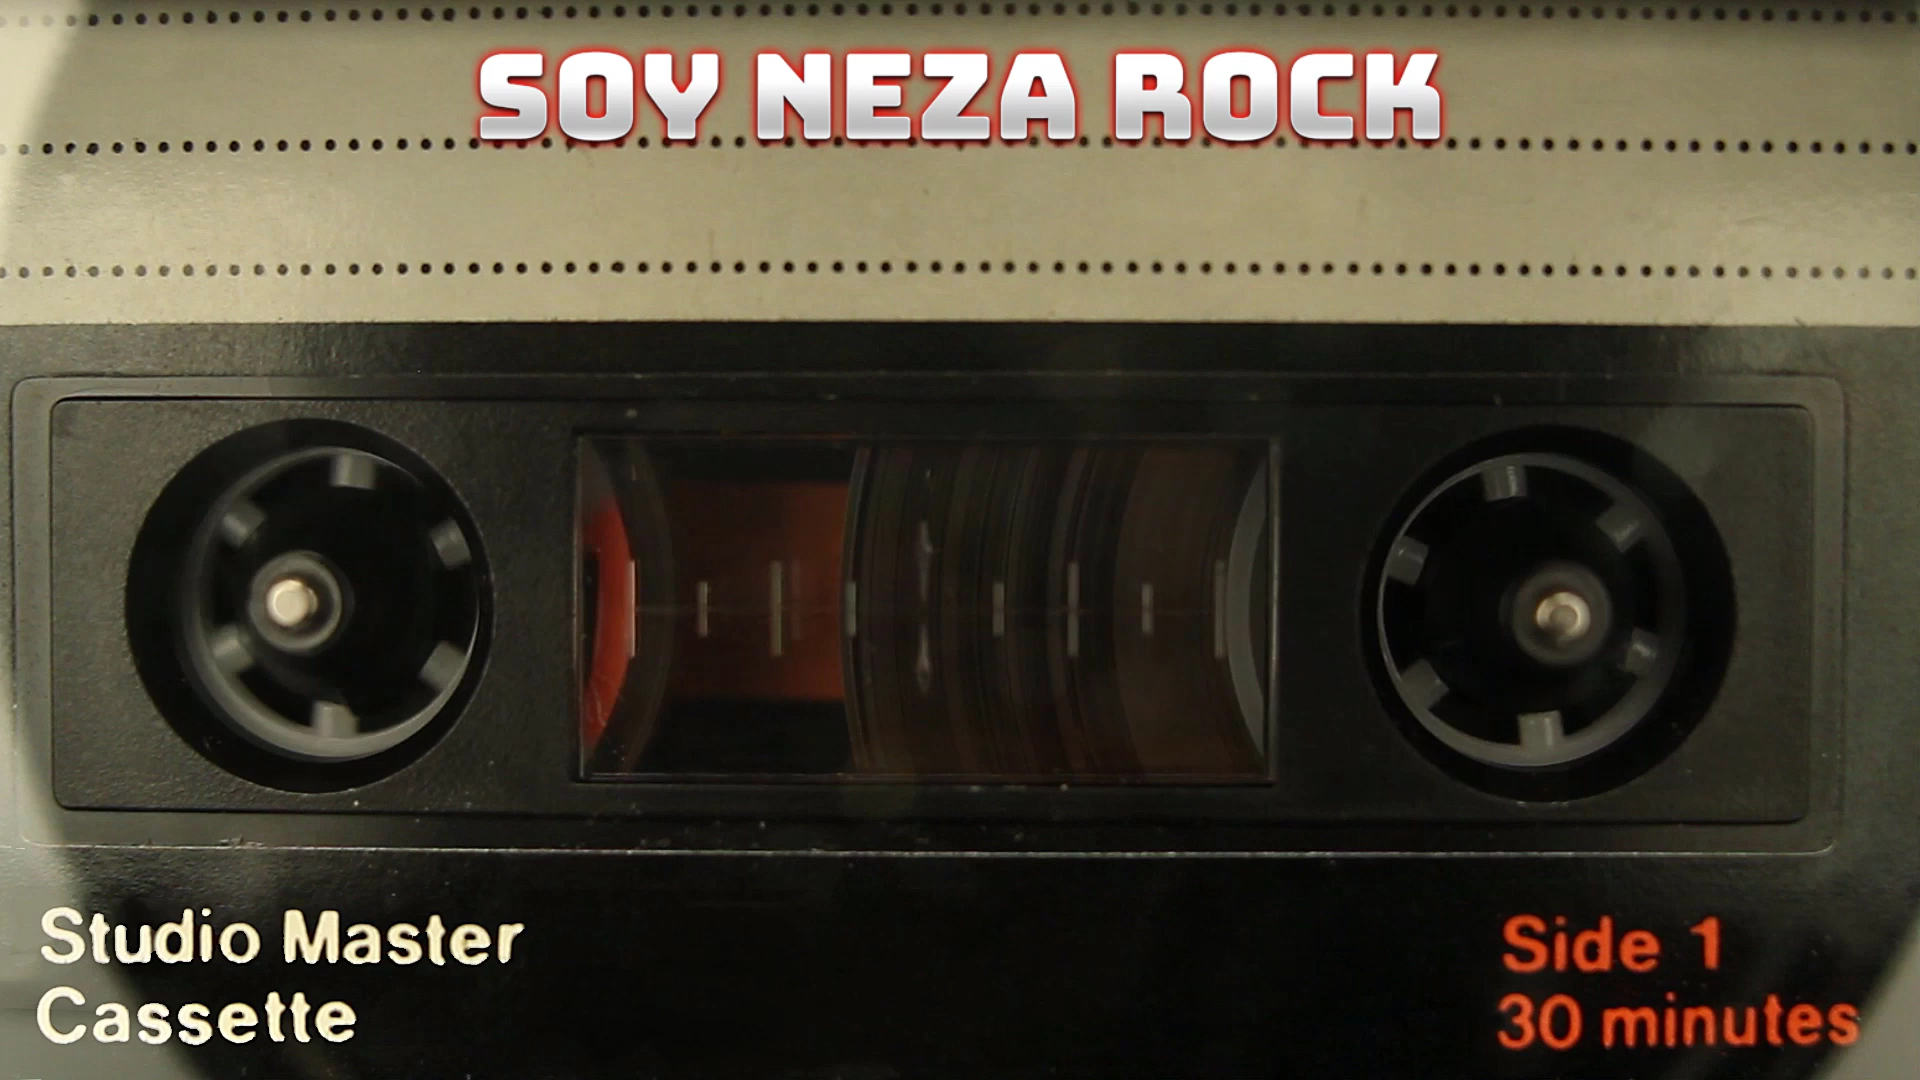 SOY NEZA ROCK
Studio Master
Cassette
Side 1
30 minutes